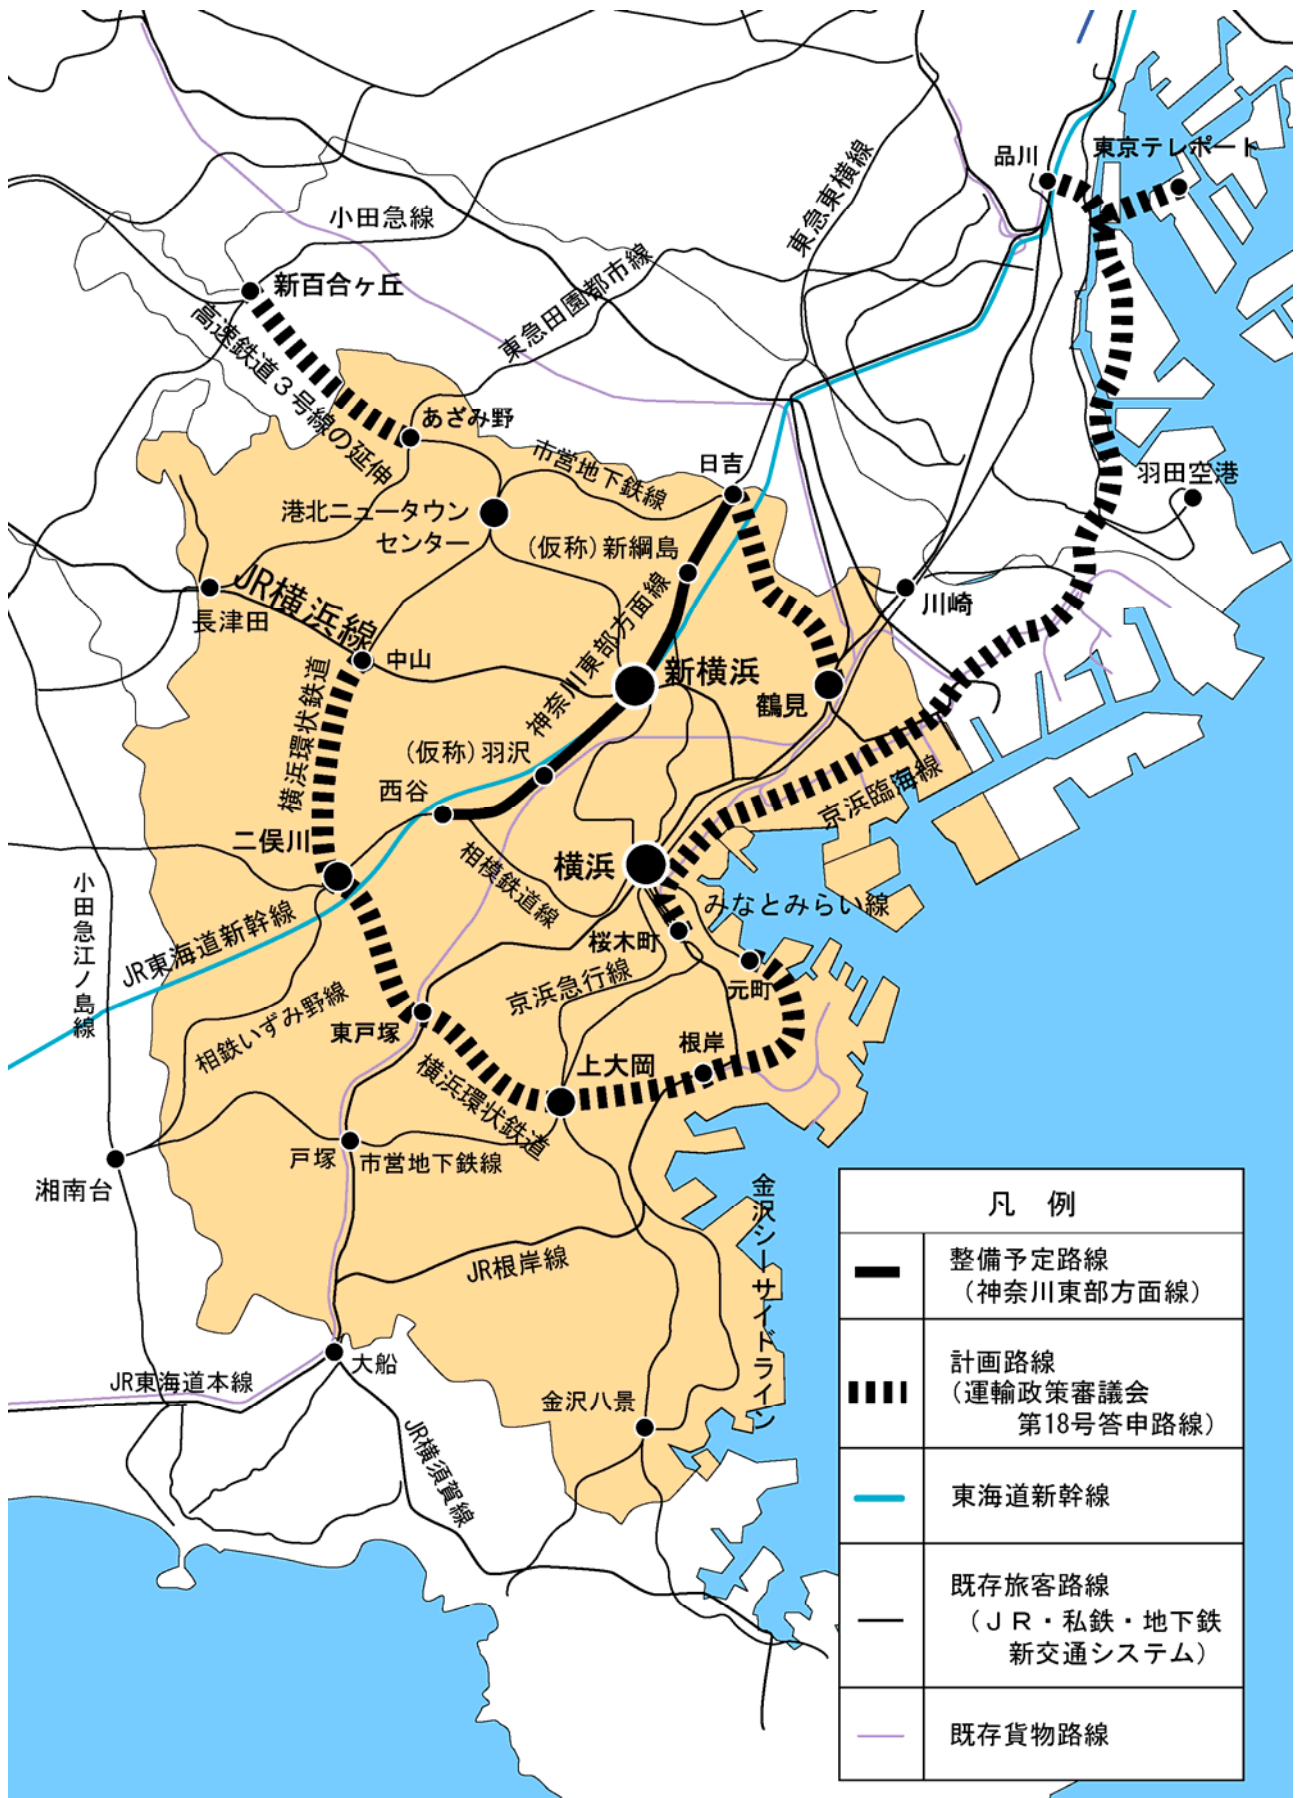 品川
東京テレポート
東急東横線
小田急線
東急田園都市線
新百合ヶ丘
高速鉄道３号線の延伸
あざみ野
市営地下鉄線
日吉
羽田空港
港北ニュータウン
センター
(仮称)新綱島
JR横浜線
長津田
川崎
神奈川東部方面線
中山
新横浜
鶴見
横浜環状鉄道
(仮称)羽沢
西谷
京浜臨海線
二俣川
相模鉄道線
横浜
みなとみらい線
小田急江ノ島線
JR東海道新幹線
桜木町
元町
京浜急行線
相鉄いずみ野線
東戸塚
根岸
上大岡
横浜環状鉄道
戸塚
市営地下鉄線
湘南台
金沢シーサイドライン
JR根岸線
大船
JR東海道本線
金沢八景
JR横須賀線
凡　例
整備予定路線
（神奈川東部方面線）
計画路線
（運輸政策審議会
第18号答申路線）
東海道新幹線
既存旅客路線
（ＪＲ・私鉄・地下鉄
新交通システム）
既存貨物路線